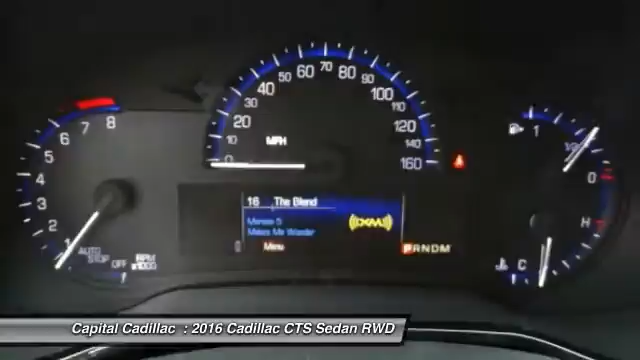 60 70 80
50 90
40 100
30
20 120
10 MPH 140
0 160
5 6 7 8
4
3
2
1
AUTO STOP
OFF
RPM x1000
16 The Blend
Maroon 5
Makes Me Wonder
((XM))
0 Menu PRNDM
1
1/2
0
H
C
Capital Cadillac : 2016 Cadillac CTS Sedan RWD